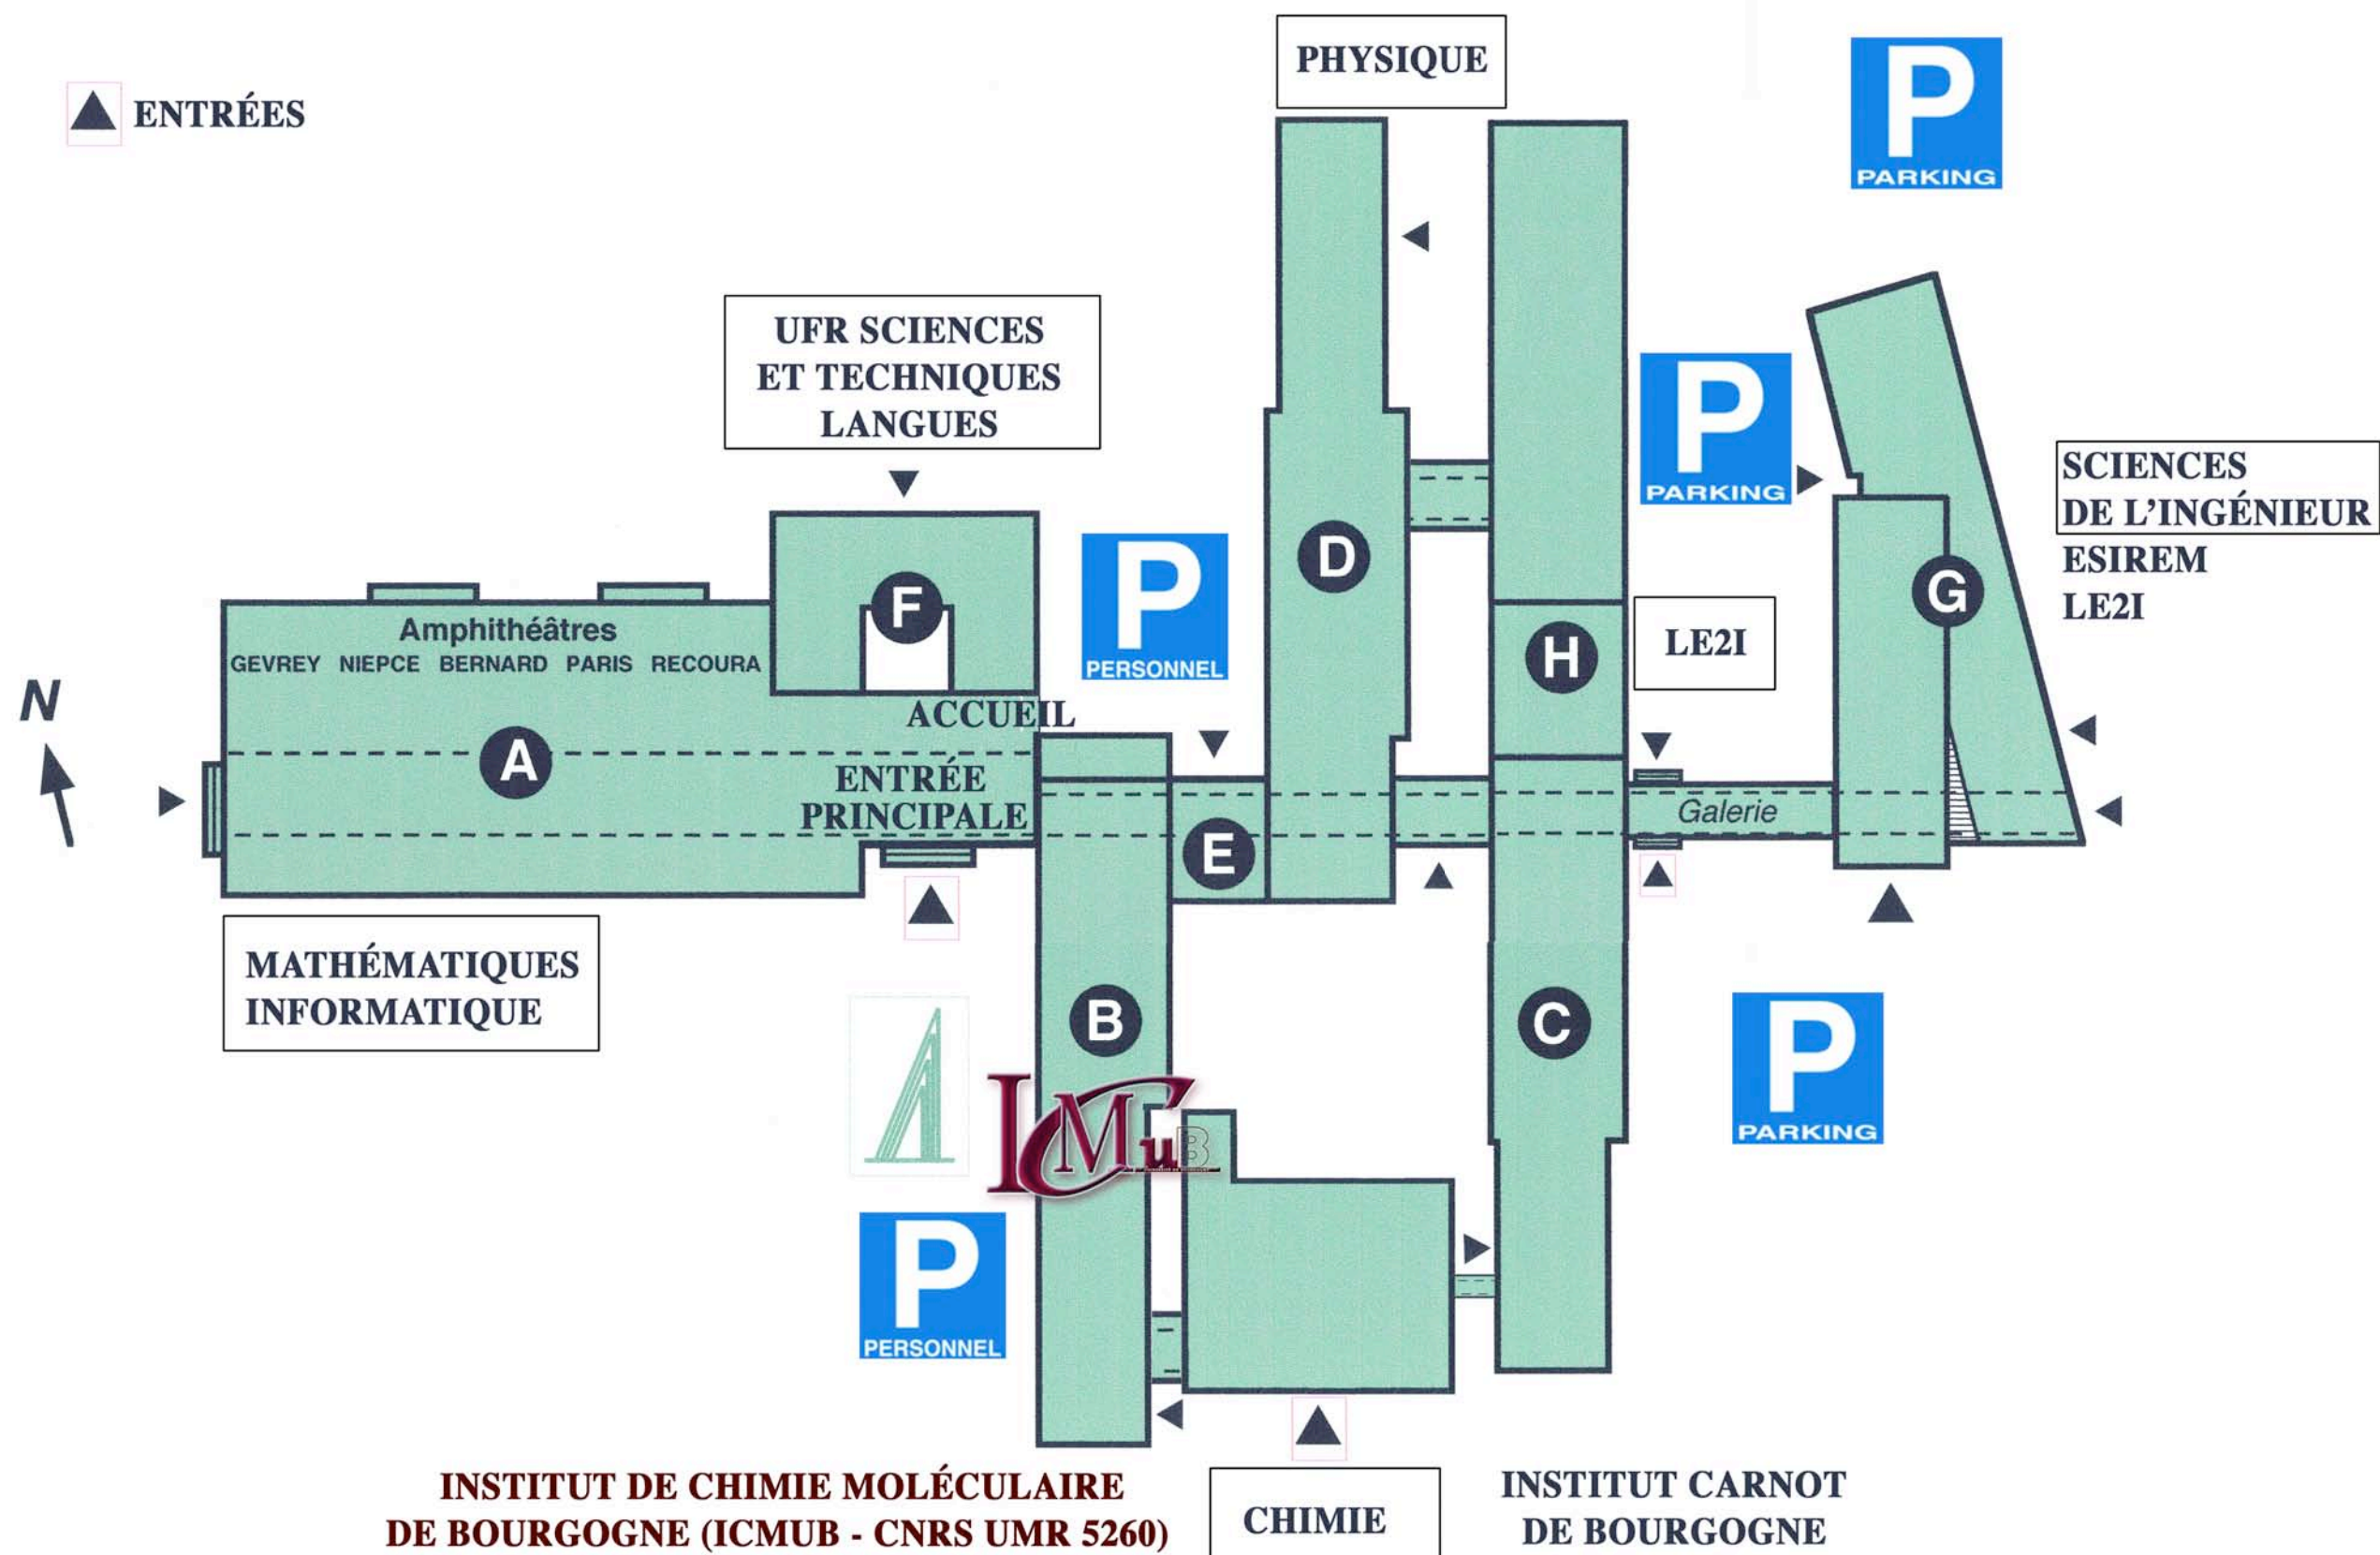 PHYSIQUE
P
PARKING
ENTRÉES
UFR SCIENCES
ET TECHNIQUES
LANGUES
P
PARKING
SCIENCES
DE L'INGÉNIEUR
ESIREM
LE2I
D
P
PERSONNEL
F
G
Amphithéâtres
GEVREY NIEPCE BERNARD PARIS RECOURA
H
LE2I
N
ACCUEIL
A
ENTRÉE
PRINCIPALE
Galerie
E
MATHÉMATIQUES
INFORMATIQUE
B
C
P
PARKING
ICMuB
P
PERSONNEL
INSTITUT DE CHIMIE MOLÉCULAIRE
DE BOURGOGNE (ICMUB - CNRS UMR 5260)
CHIMIE
INSTITUT CARNOT
DE BOURGOGNE